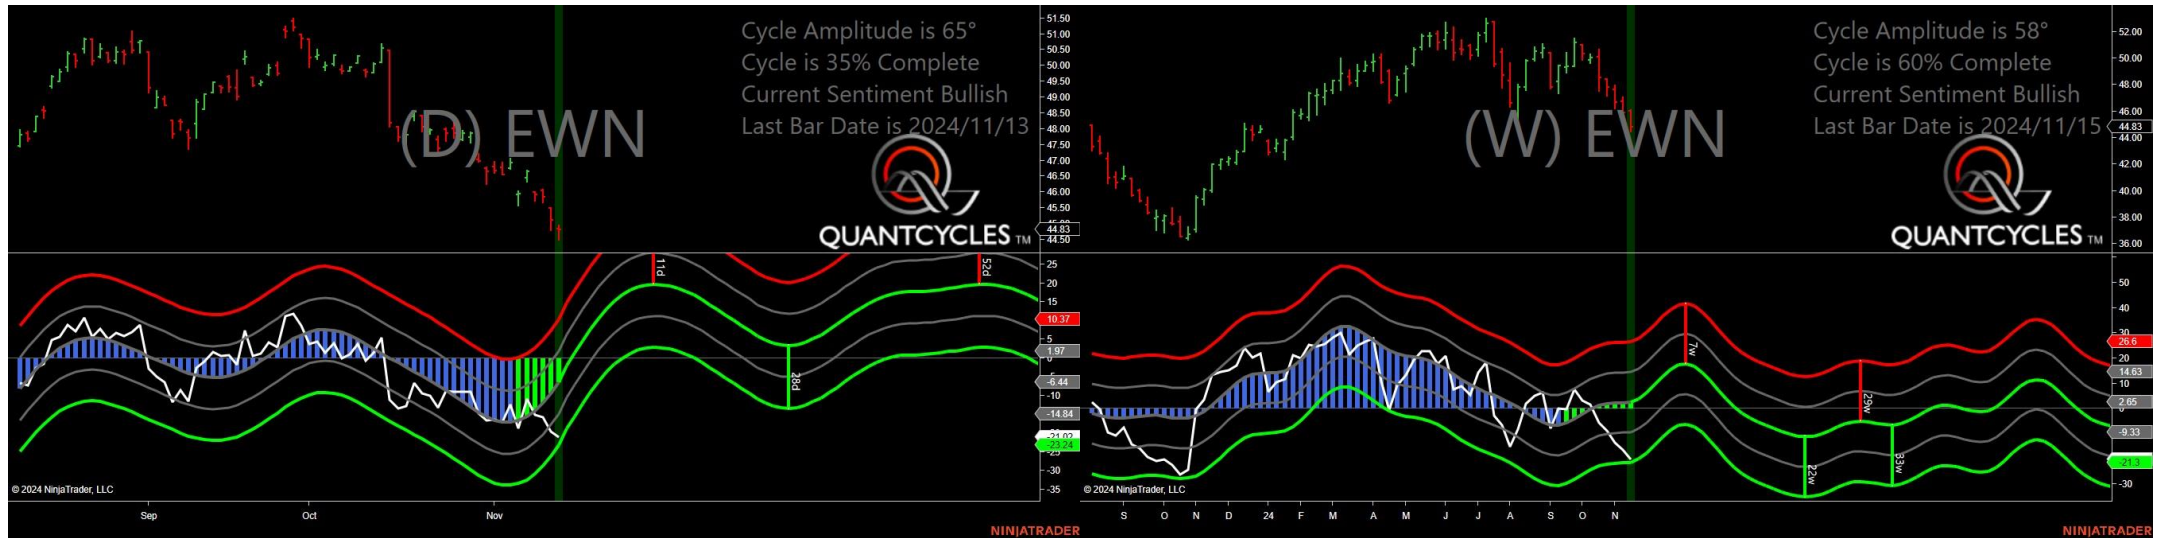 Cycle Amplitude is 65°
Cycle is 35% Complete
Current Sentiment Bullish
Last Bar Date is 2024/11/13
(D) EWN
QUANTCYCLES TM
51.50
51.00
50.50
50.00
49.50
49.00
48.50
48.00
47.50
47.00
46.50
46.00
45.50
44.83
44.50
11d
52d
28d
25
20
15
10.37
5
1.97
-6.44
-10
-14.84
-21.02
-23.24
-25
-30
-35
© 2024 NinjaTrader, LLC
Sep
Oct
Nov
NINJATRADER
Cycle Amplitude is 58°
Cycle is 60% Complete
Current Sentiment Bullish
Last Bar Date is 2024/11/15
(W) EWN
QUANTCYCLES TM
52.00
50.00
48.00
46.00
44.83
44.00
42.00
40.00
38.00
36.00
7w
29w
22w
33w
50
40
30
26.6
20
14.63
10
2.65
0
-9.33
-21.3
-30
© 2024 NinjaTrader, LLC
S
O
N
D
24
F
M
A
M
J
J
A
S
O
N
NINJATRADER